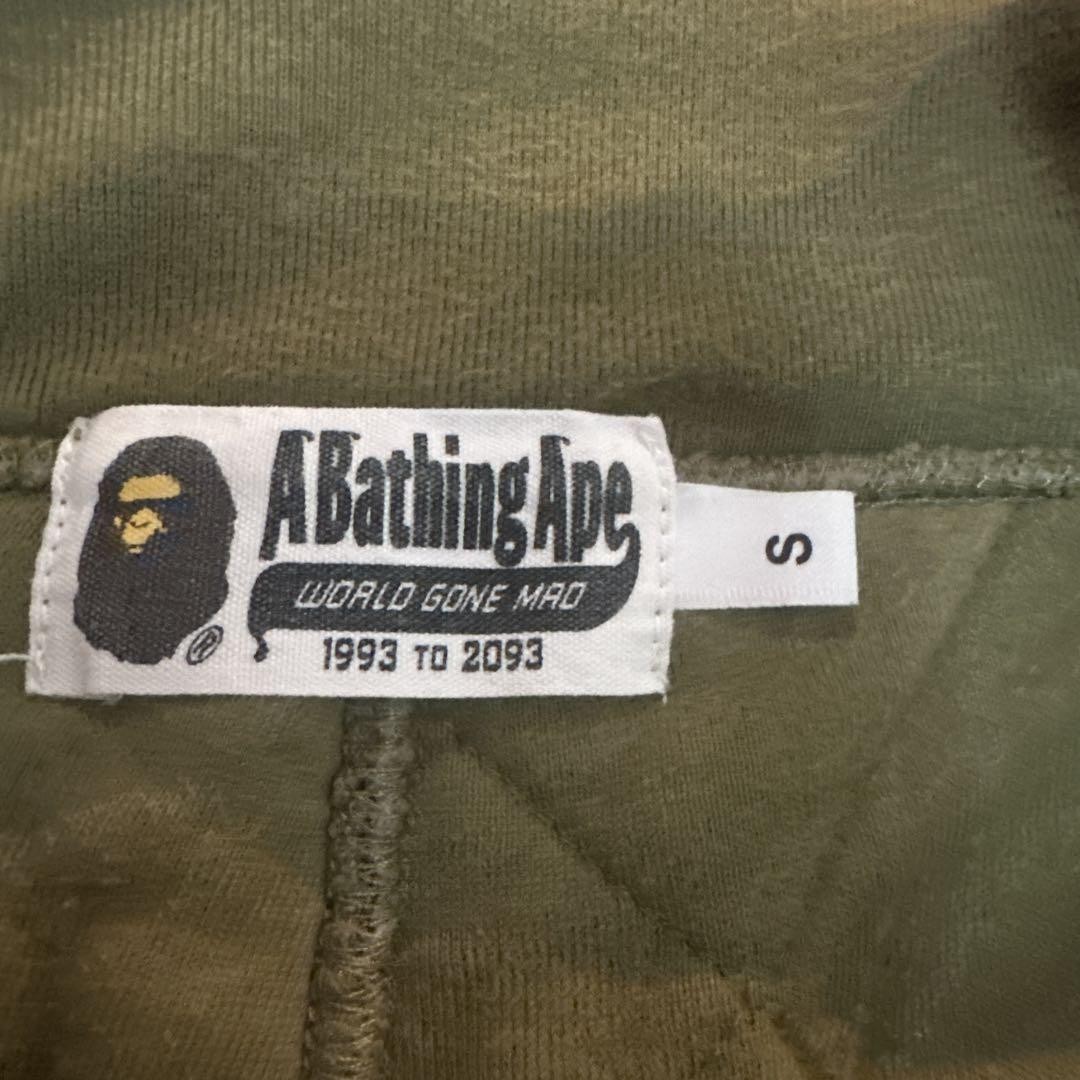 A Bathing Ape
WORLD GONE MAD
1993 TO 2093
®
S